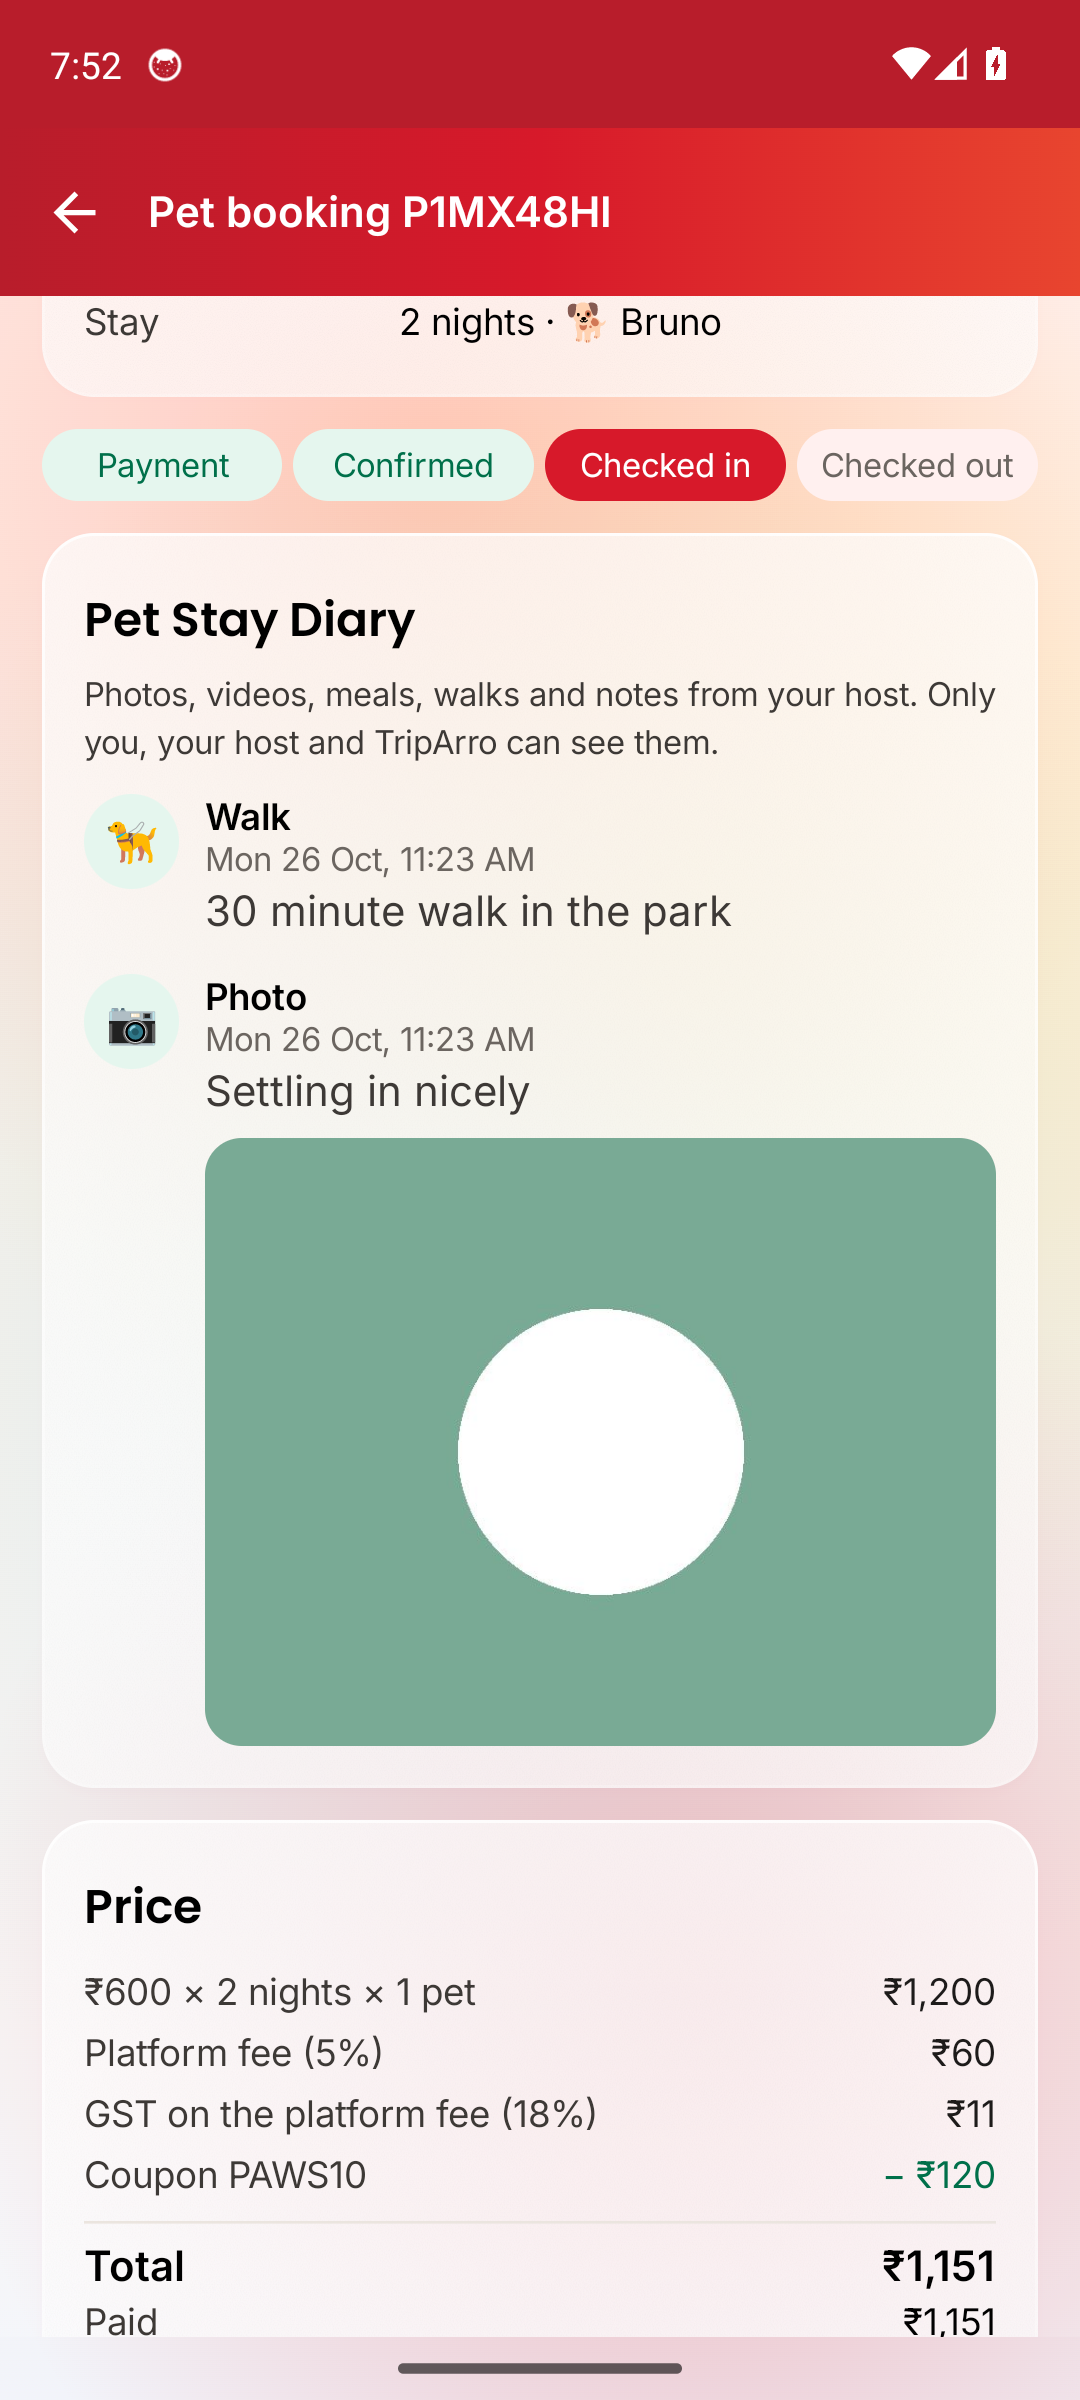 7:52
Pet booking P1MX48HI
Stay 2 nights · 🐕 Bruno
Payment Confirmed Checked in Checked out
Pet Stay Diary
Photos, videos, meals, walks and notes from your host. Only
you, your host and TripArro can see them.
Walk
Mon 26 Oct, 11:23 AM
30 minute walk in the park
Photo
Mon 26 Oct, 11:23 AM
Settling in nicely
Price
₹600 × 2 nights × 1 pet ₹1,200
Platform fee (5%) ₹60
GST on the platform fee (18%) ₹11
Coupon PAWS10 − ₹120
Total ₹1,151
Paid ₹1,151